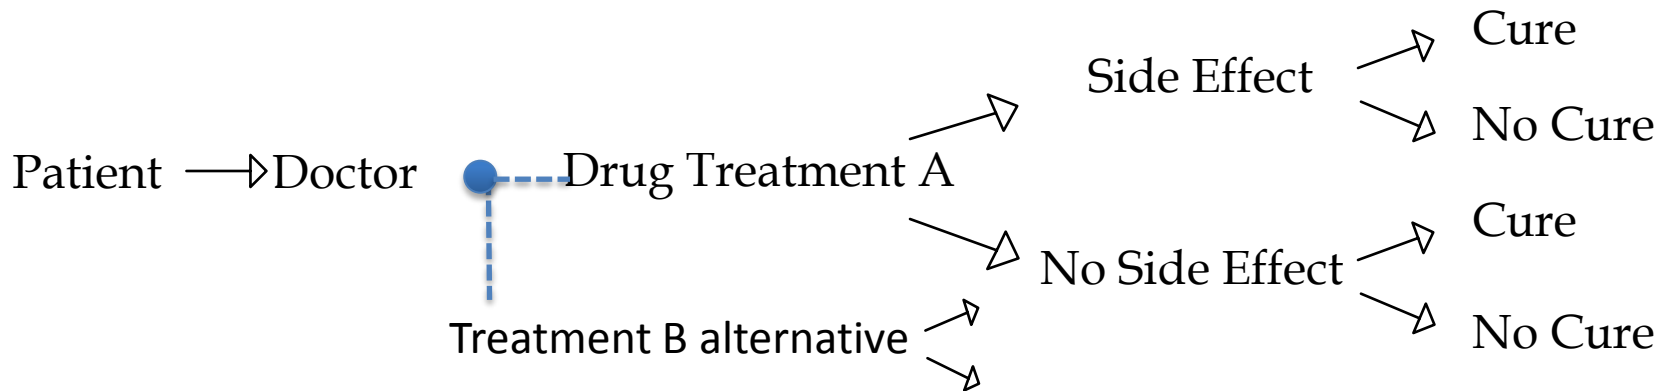 Cure
Side Effect
No Cure
Patient Doctor Drug Treatment A
Cure
No Side Effect
No Cure
Treatment B alternative